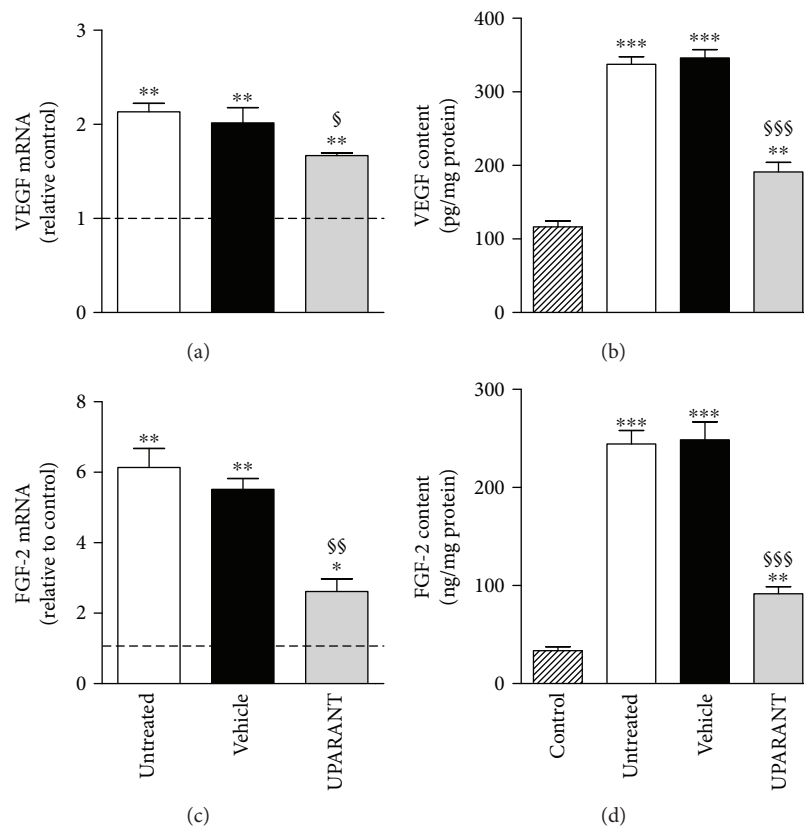 VEGF mRNA
(relative control)
3
2
1
0
**
**
§
**
(a)
VEGF content
(pg/mg protein)
400
300
200
100
0
***
***
§§§
**
(b)
FGF-2 mRNA
(relative to control)
8
6
4
2
0
**
**
§§
*
Untreated
Vehicle
UPARANT
(c)
FGF-2 content
(ng/mg protein)
300
200
100
0
***
***
§§§
**
Control
Untreated
Vehicle
UPARANT
(d)